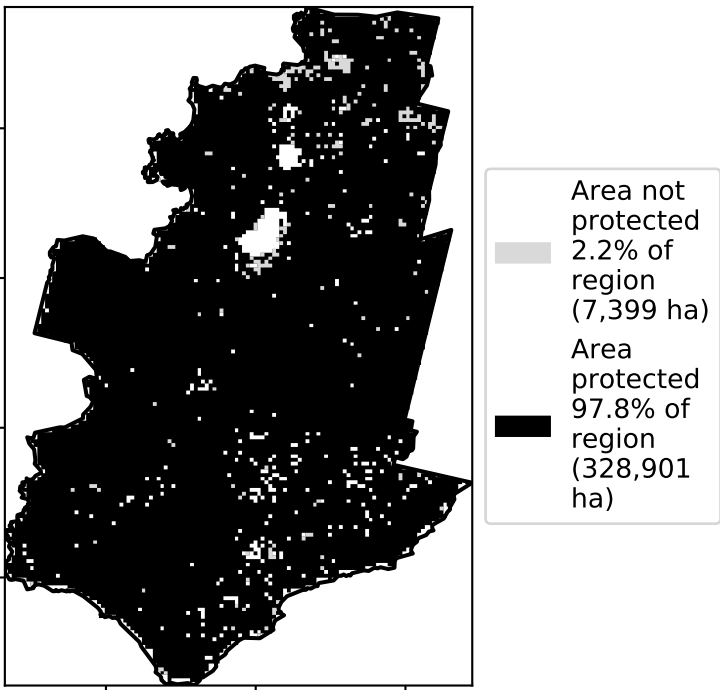 Area not
protected
2.2% of
region
(7,399 ha)
Area
protected
97.8% of
region
(328,901
ha)